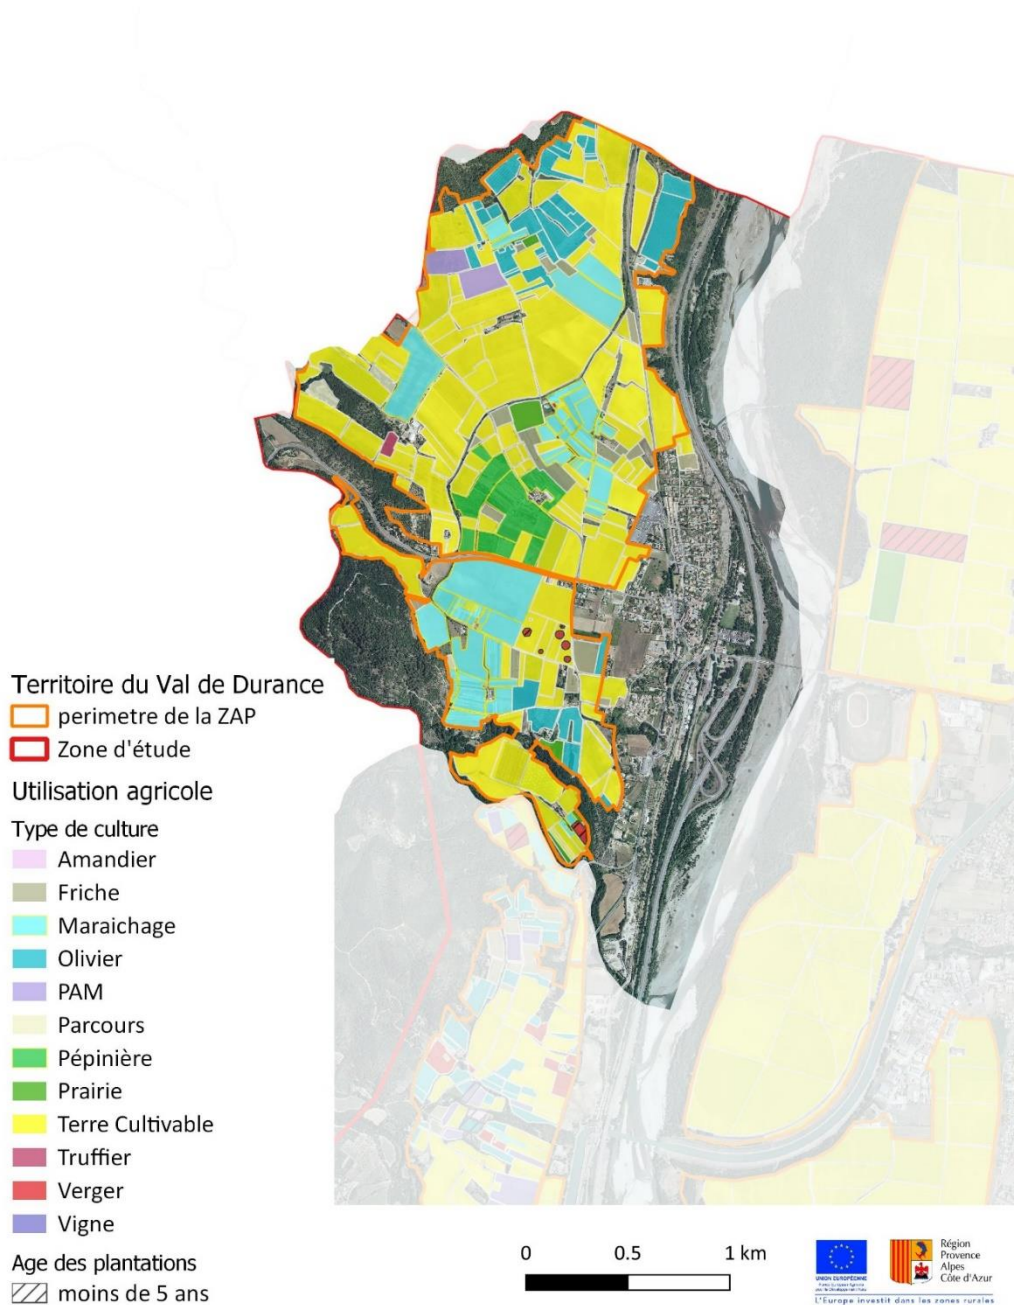 Territoire du Val de Durance
perimetre de la ZAP
Zone d'étude
Utilisation agricole
Type de culture
Amandier
Friche
Maraichage
Olivier
PAM
Parcours
Pépinière
Prairie
Terre Cultivable
Truffier
Verger
Vigne
Age des plantations
moins de 5 ans
0 0.5 1 km
UNION EUROPÉENNE
Région
Provence
Alpes
Côte d'Azur
L'Europe investit dans les zones rurales